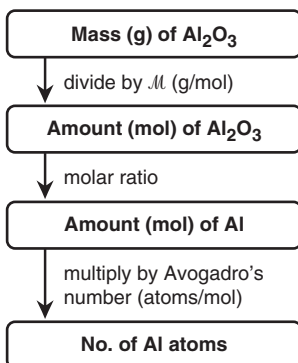 Mass (g) of Al₂O₃
divide by ℳ (g/mol)
Amount (mol) of Al₂O₃
molar ratio
Amount (mol) of Al
multiply by Avogadro's
number (atoms/mol)
No. of Al atoms